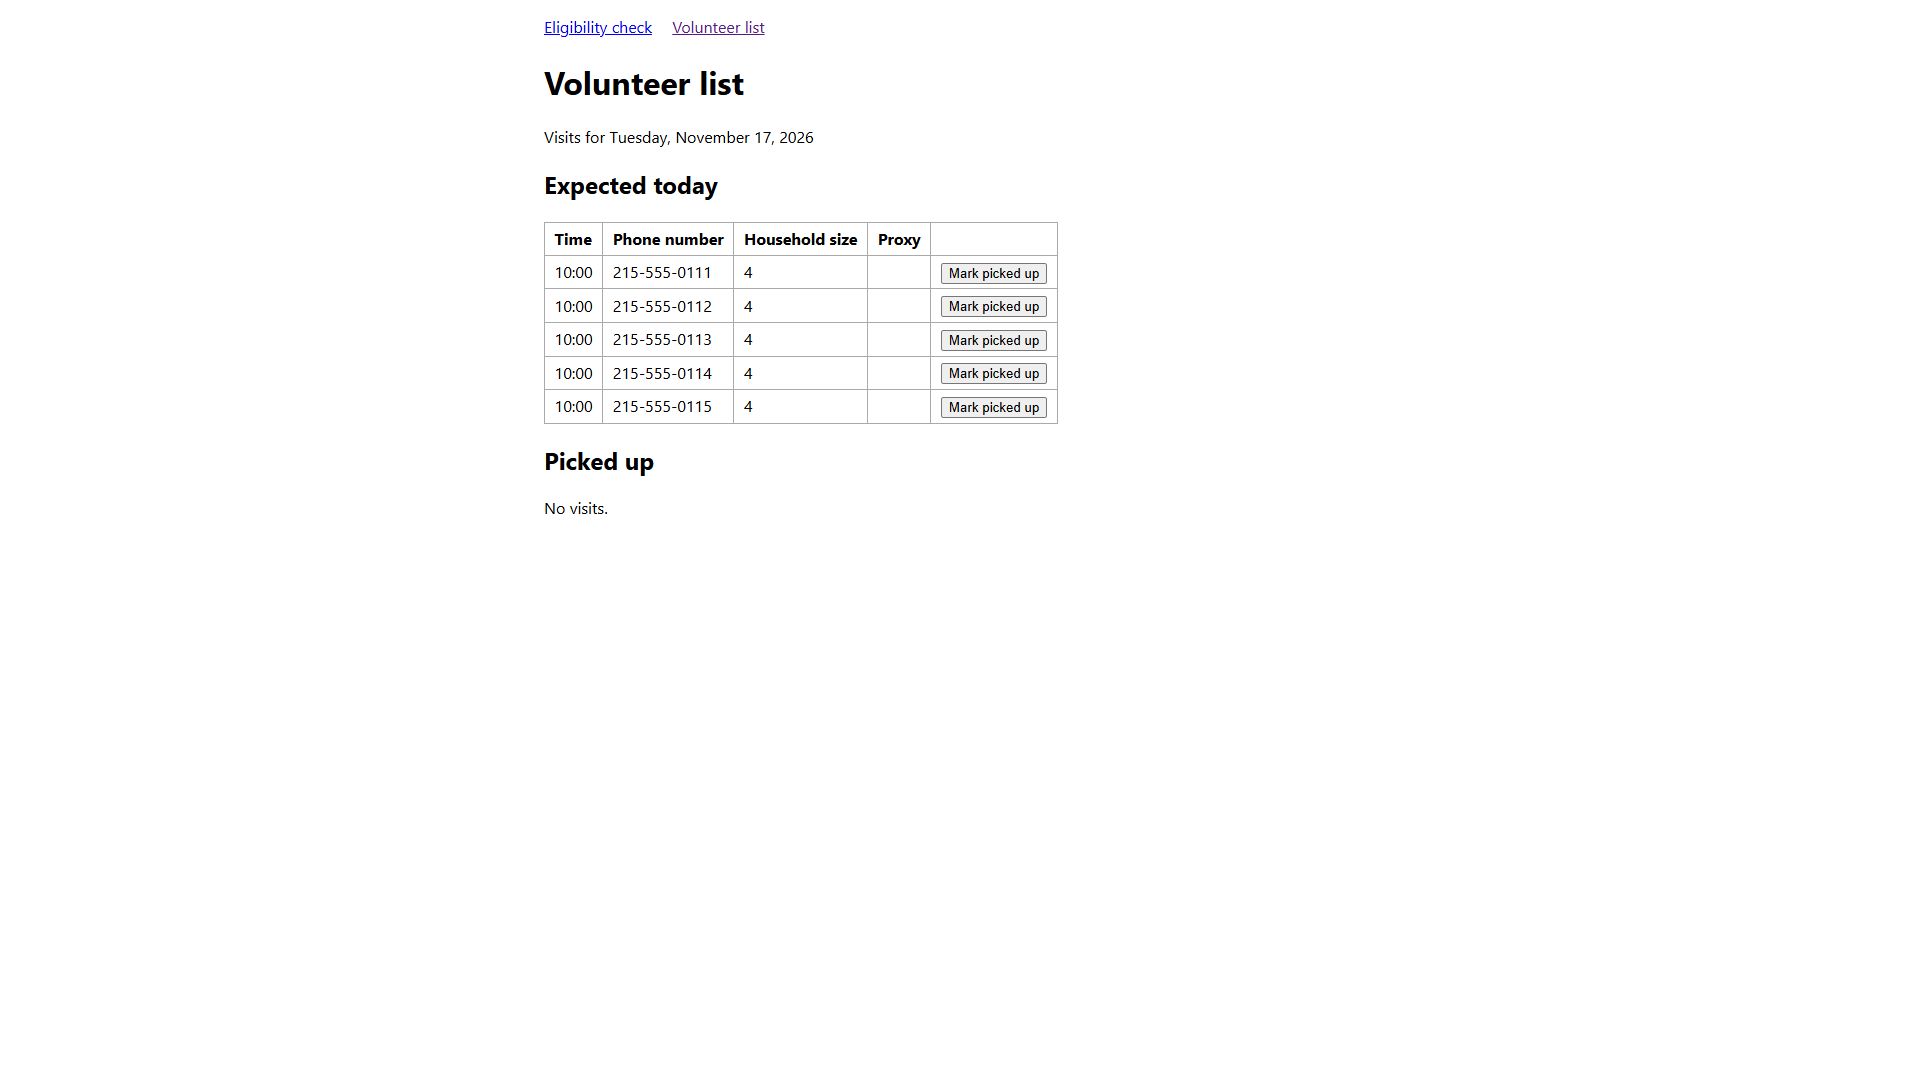 Eligibility check Volunteer list
Volunteer list
Visits for Tuesday, November 17, 2026
Expected today
Time Phone number Household size Proxy
10:00 215-555-0111 4 Mark picked up
10:00 215-555-0112 4 Mark picked up
10:00 215-555-0113 4 Mark picked up
10:00 215-555-0114 4 Mark picked up
10:00 215-555-0115 4 Mark picked up
Picked up
No visits.